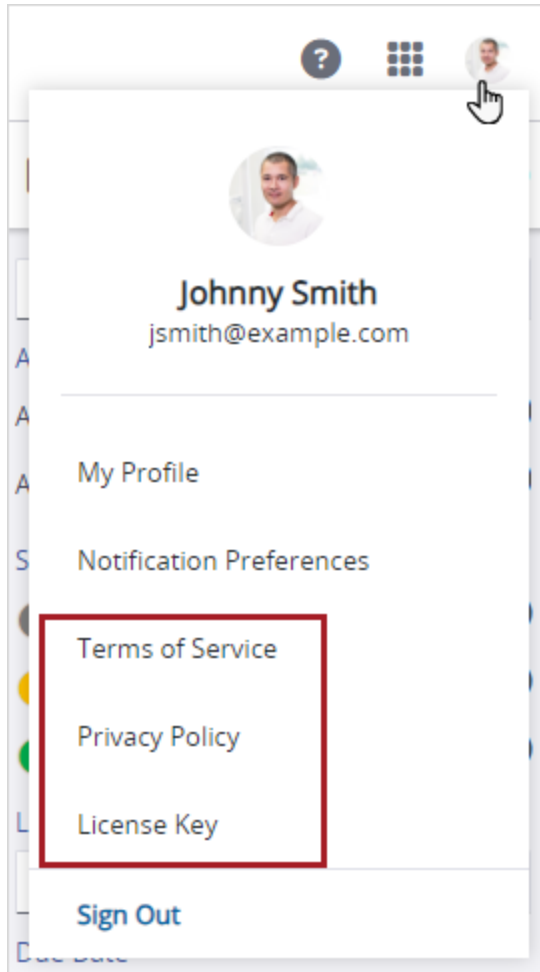 ?
Johnny Smith
jsmith@example.com
A
A
My Profile
A
S
Notification Preferences
Terms of Service
Privacy Policy
L
License Key
Sign Out